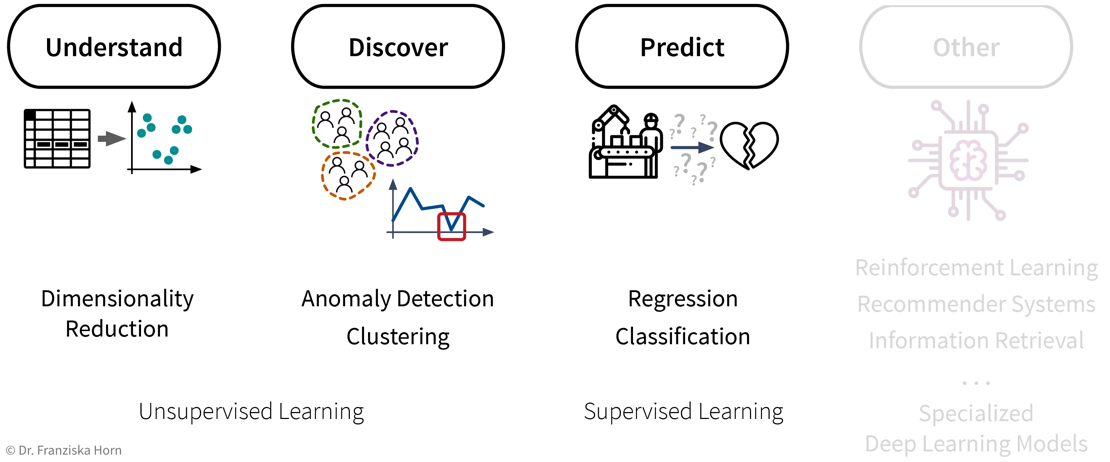 Understand
Discover
Predict
Other
? ? ? ?
? ?
? ?
? ? ?
Dimensionality
Reduction
Anomaly Detection
Clustering
Regression
Classification
Reinforcement Learning
Recommender Systems
Information Retrieval
...
Specialized
Deep Learning Models
Unsupervised Learning
Supervised Learning
© Dr. Franziska Horn